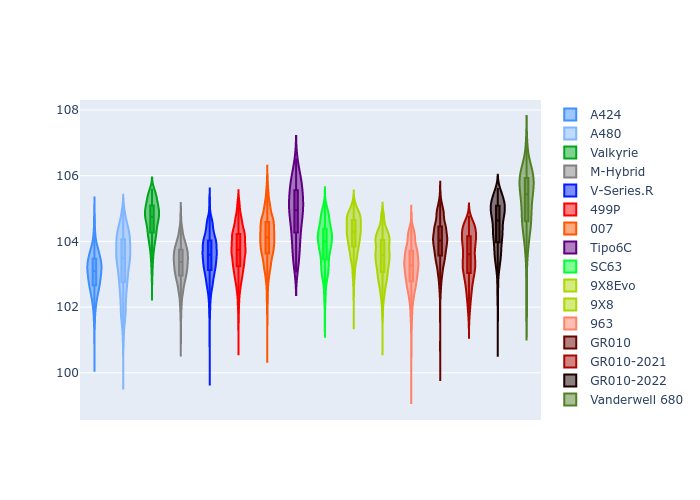 108
106
104
102
100
A424
A480
Valkyrie
M-Hybrid
V-Series.R
499P
007
Tipo6C
SC63
9X8Evo
9X8
963
GR010
GR010-2021
GR010-2022
Vanderwell 680